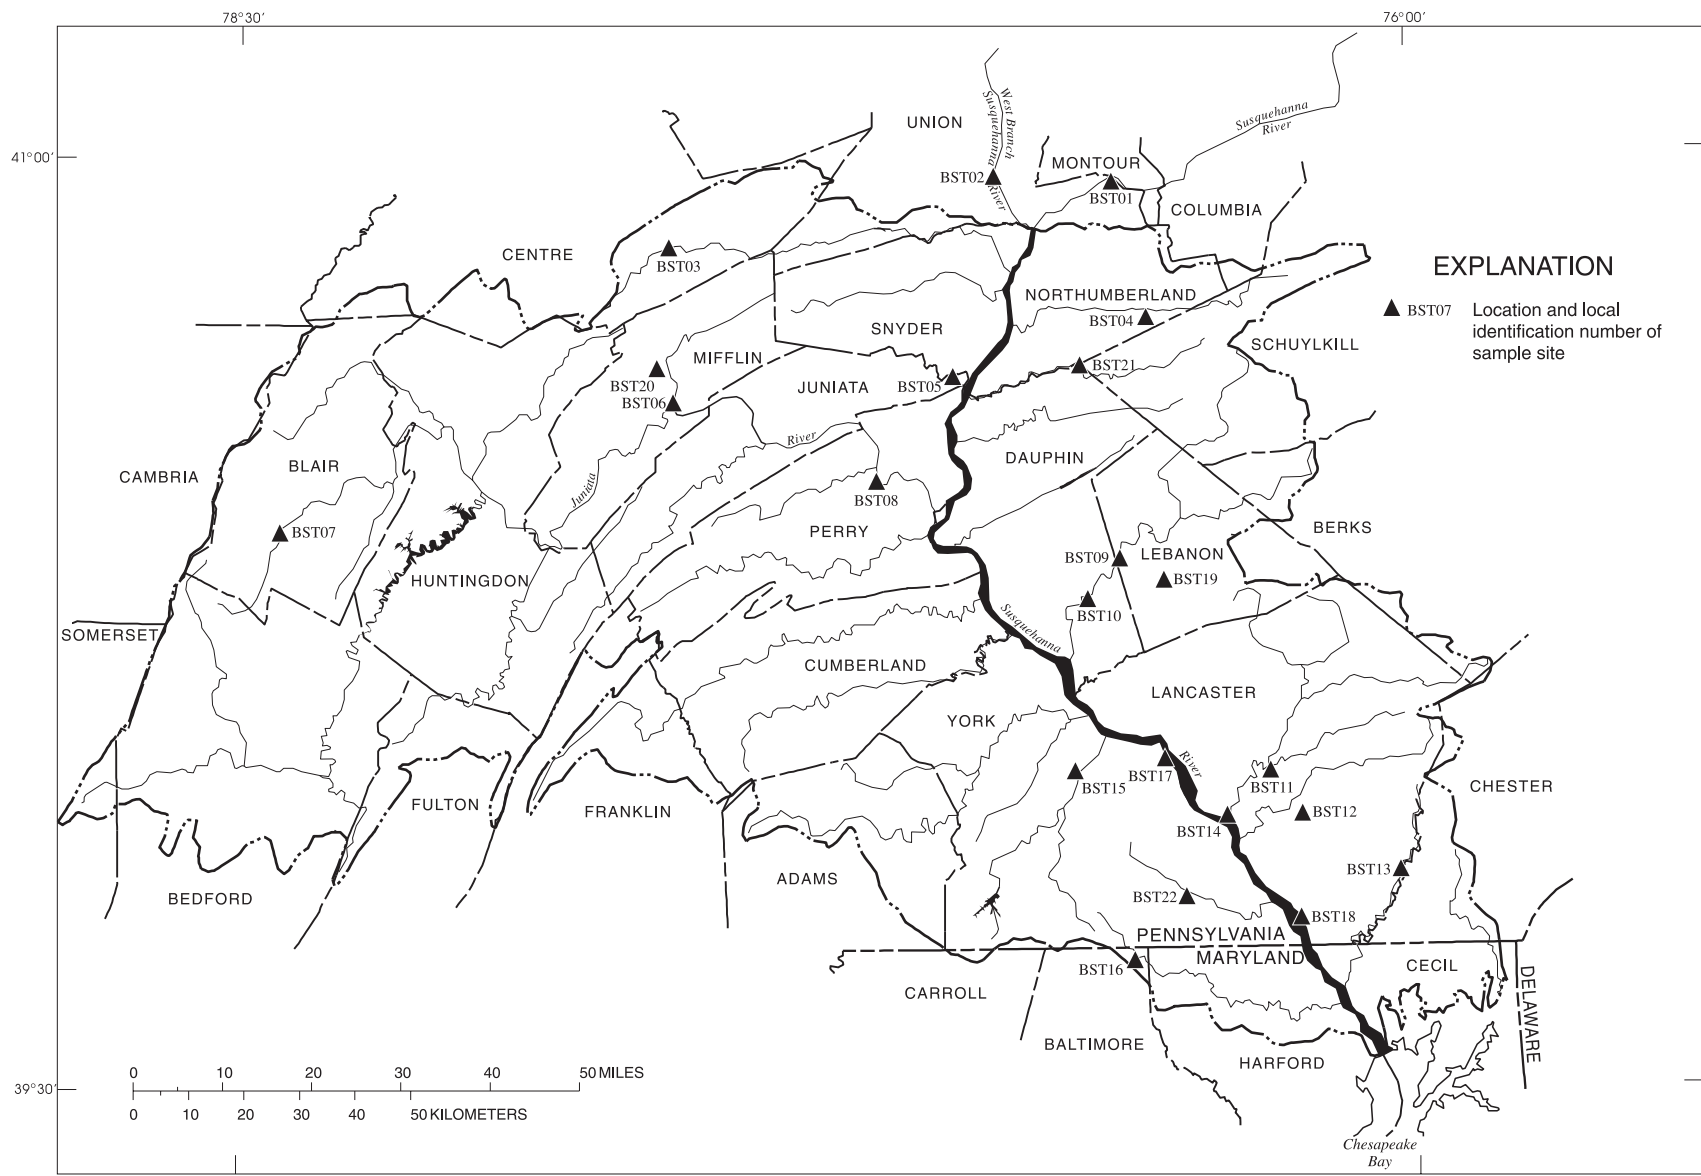 78°30'
76°00'
41°00'
39°30'
UNION
West Branch
Susquehanna
River
Susquehanna
River
MONTOUR
BST02
BST01
COLUMBIA
CENTRE
BST03
EXPLANATION
BST07
Location and local
identification number of
sample site
NORTHUMBERLAND
BST04
SNYDER
SCHUYLKILL
MIFFLIN
BST21
BST20
JUNIATA
BST05
BST06
River
Juniata
DAUPHIN
CAMBRIA
BLAIR
BST08
BST07
PERRY
BERKS
BST09
LEBANON
HUNTINGDON
BST19
BST10
Susquehanna
SOMERSET
CUMBERLAND
LANCASTER
YORK
River
BST17
BST15
BST11
CHESTER
FULTON
FRANKLIN
BST12
BST14
BST13
ADAMS
BEDFORD
BST22
BST18
PENNSYLVANIA
MARYLAND
BST16
CECIL
CARROLL
DELAWARE
BALTIMORE
HARFORD
0 10 20 30 40 50 MILES
0 10 20 30 40 50 KILOMETERS
Chesapeake
Bay